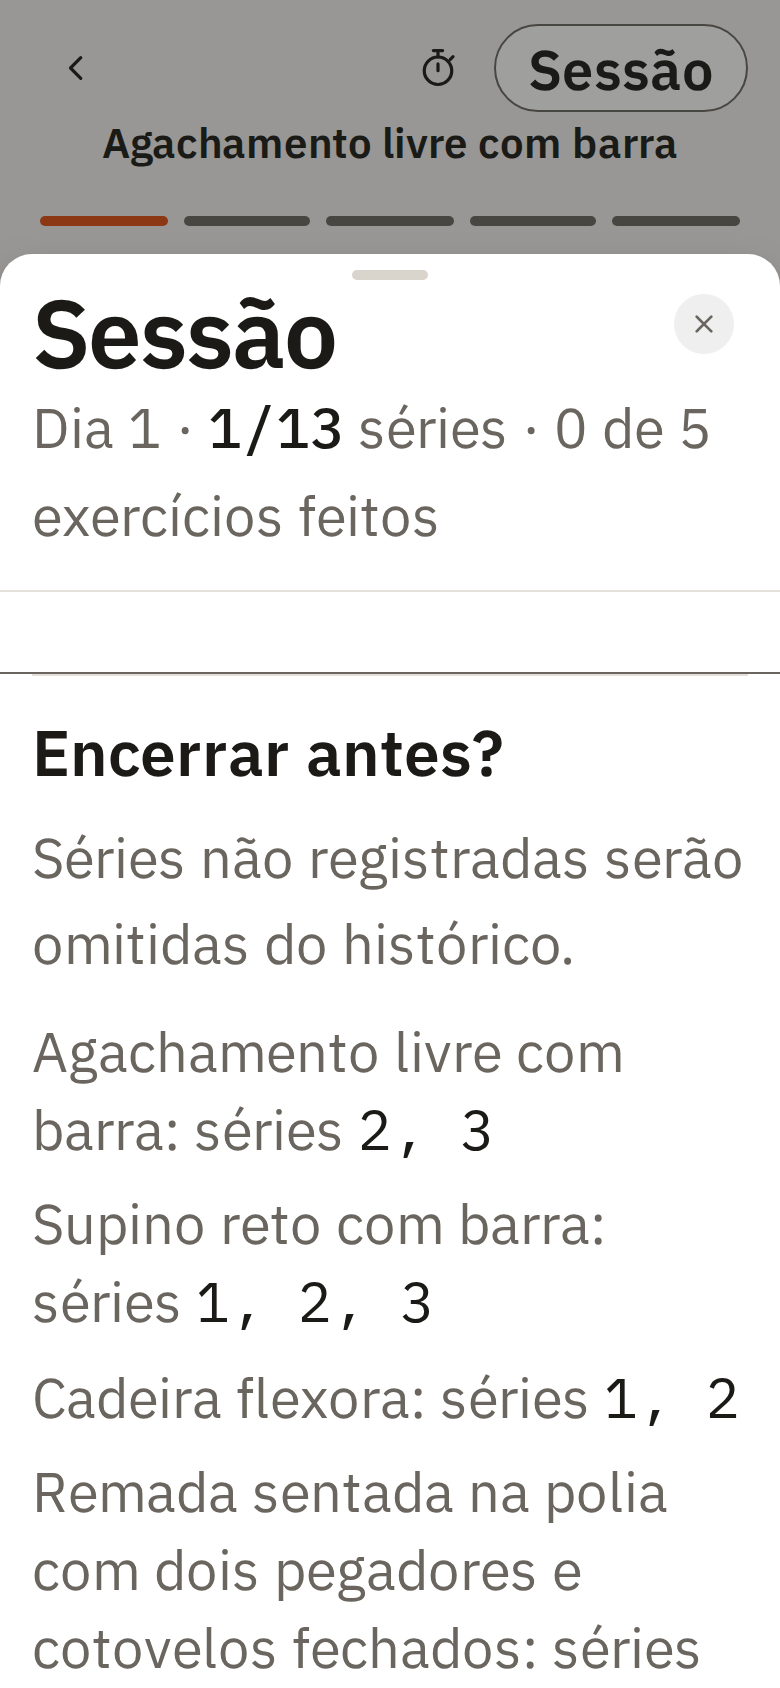 Sessão
Agachamento livre com barra
Sessão
Dia 1 · 1/13 séries · 0 de 5
exercícios feitos
Encerrar antes?
Séries não registradas serão
omitidas do histórico.
Agachamento livre com
barra: séries 2, 3
Supino reto com barra:
séries 1, 2, 3
Cadeira flexora: séries 1, 2
Remada sentada na polia
com dois pegadores e
cotovelos fechados: séries